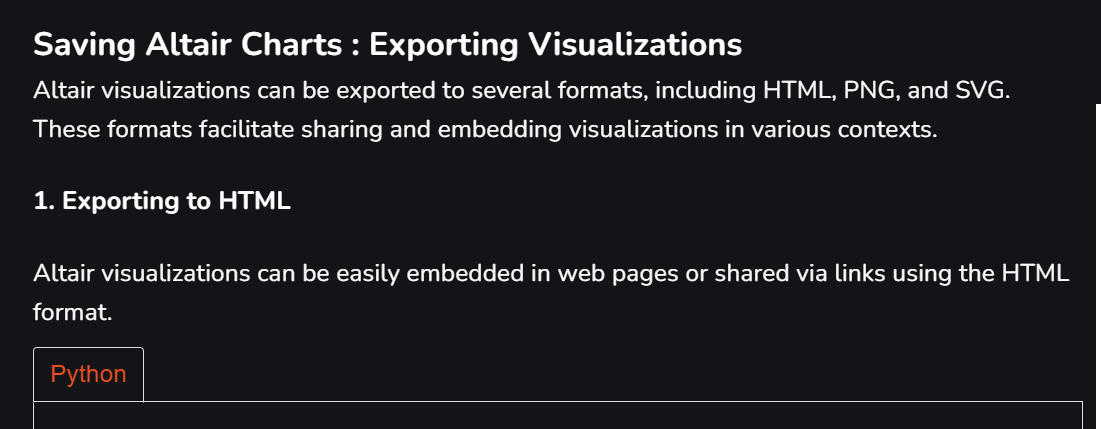 Saving Altair Charts : Exporting Visualizations
Altair visualizations can be exported to several formats, including HTML, PNG, and SVG.
These formats facilitate sharing and embedding visualizations in various contexts.
1. Exporting to HTML
Altair visualizations can be easily embedded in web pages or shared via links using the HTML
format.
Python